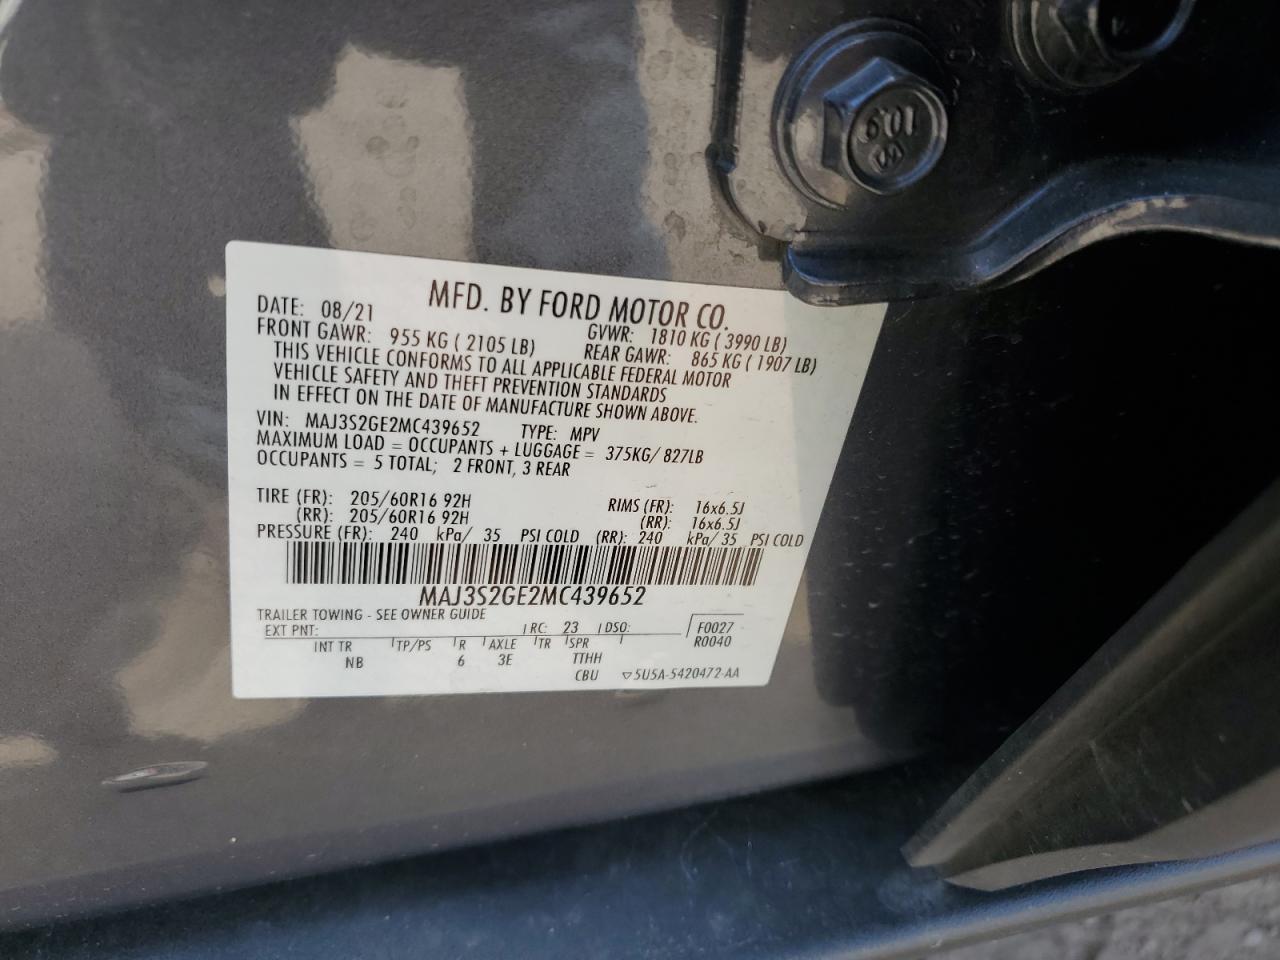 10.9
MFD. BY FORD MOTOR CO.
DATE: 08/21 GVWR: 1810 KG ( 3990 LB)
FRONT GAWR: 955 KG ( 2105 LB) REAR GAWR: 865 KG ( 1907 LB)
THIS VEHICLE CONFORMS TO ALL APPLICABLE FEDERAL MOTOR
VEHICLE SAFETY AND THEFT PREVENTION STANDARDS
IN EFFECT ON THE DATE OF MANUFACTURE SHOWN ABOVE.
VIN: MAJ3S2GE2MC439652 TYPE: MPV
MAXIMUM LOAD = OCCUPANTS + LUGGAGE = 375KG/ 827LB
OCCUPANTS = 5 TOTAL; 2 FRONT, 3 REAR
TIRE (FR): 205/60R16 92H RIMS (FR): 16x6.5J
(RR): 205/60R16 92H (RR): 16x6.5J
PRESSURE (FR): 240 kPa/ 35 PSI COLD (RR): 240 kPa/ 35 PSI COLD
MAJ3S2GE2MC439652
TRAILER TOWING - SEE OWNER GUIDE
EXT PNT: RC: 23 DSO: F0027
R0040
INT TR TP/PS R AXLE TR SPR
NB 6 3E TTHH
CBU 5U5A-5420472-AA